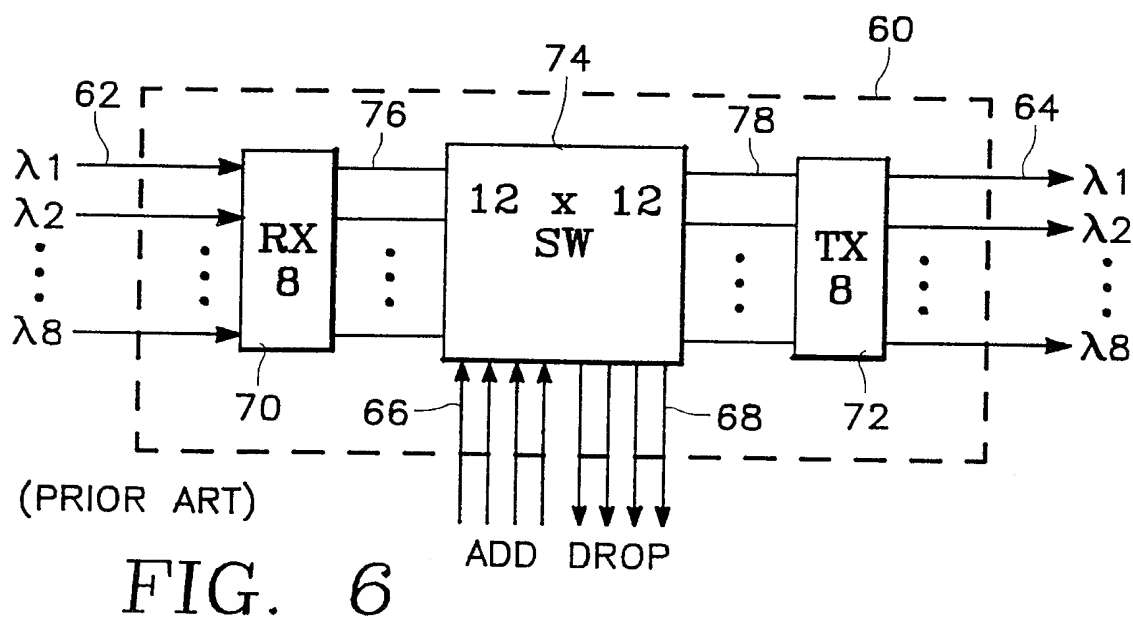 60
74
62
76
78
64
λ1
λ1
λ2
12 x 12
λ2
RX
SW
TX
8
8
λ8
λ8
70
66
68
72
(PRIOR ART)
ADD DROP
FIG. 6